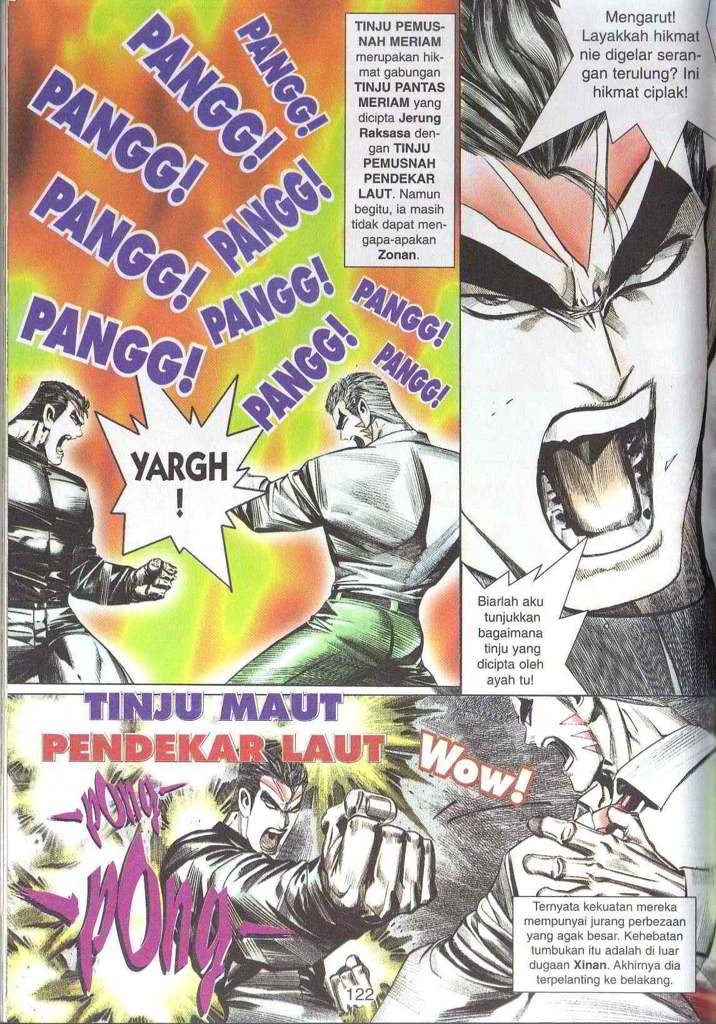 PANGG!
PANGG!
PANGG!
PANGG!
PANGG!
PANGG!
PANGG!
PANGG!
PANGG!
PANGG!
TINJU PEMUS-
NAH MERIAM
merupakan hik-
mat gabungan
TINJU PANTAS
MERIAM yang
dicipta Jerung
Raksasa den-
gan TINJU
PEMUSNAH
PENDEKAR
LAUT. Namun
begitu, ia masih
tidak dapat men-
gapa-apakan
Zonan.
YARGH
!
Mengarut!
Layakkah hikmat
nie digelar seran-
gan terulung? Ini
hikmat ciplak!
Biarlah aku
tunjukkan
bagaimana
tinju yang
dicipta oleh
ayah tu!
TINJU MAUT
PENDEKAR LAUT
pong
pong
Wow!
Ternyata kekuatan mereka
mempunyai jurang perbezaan
yang agak besar. Kehebatan
tumbukan itu adalah di luar
dugaan Xinan. Akhirnya dia
terpelanting ke belakang.
122